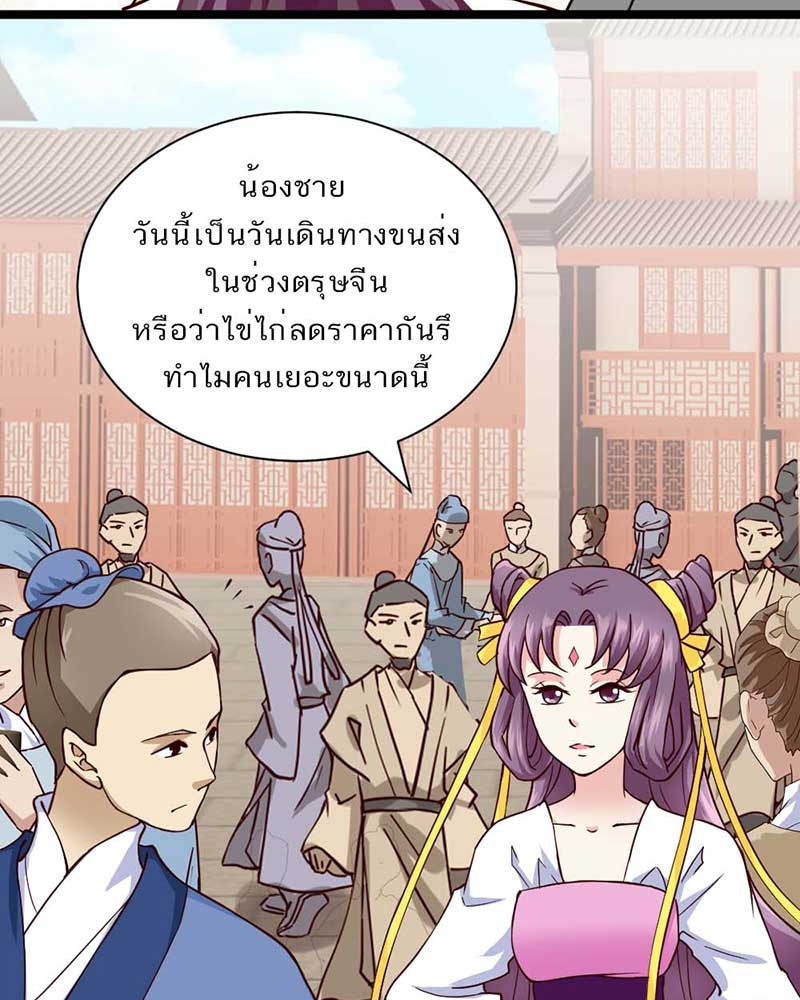 น้องชาย
วันนี้เป็นวันเดินทางขนส่ง
ในช่วงตรุษจีน
หรือว่าไข่ไก่ลดราคากันรึ
ทำไมคนเยอะขนาดนี้